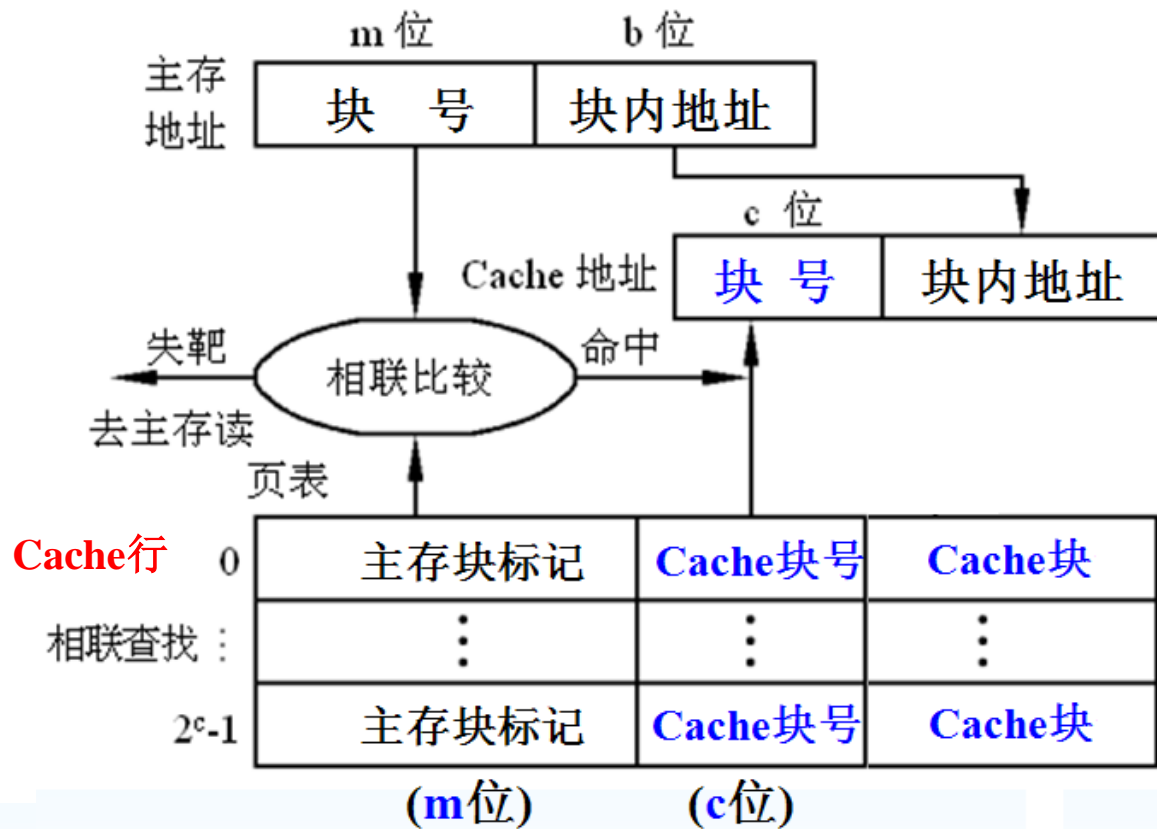 m 位 b 位
主存
地址
块 号 块内地址
c 位
Cache 地址 块 号 块内地址
失靶 相联比较 命中
去主存读
页表
Cache行 0 主存块标记 Cache块号 Cache块
相联查找 ⋮ ⋮ ⋮ ⋮
2ᶜ-1 主存块标记 Cache块号 Cache块
(m位) (c位)